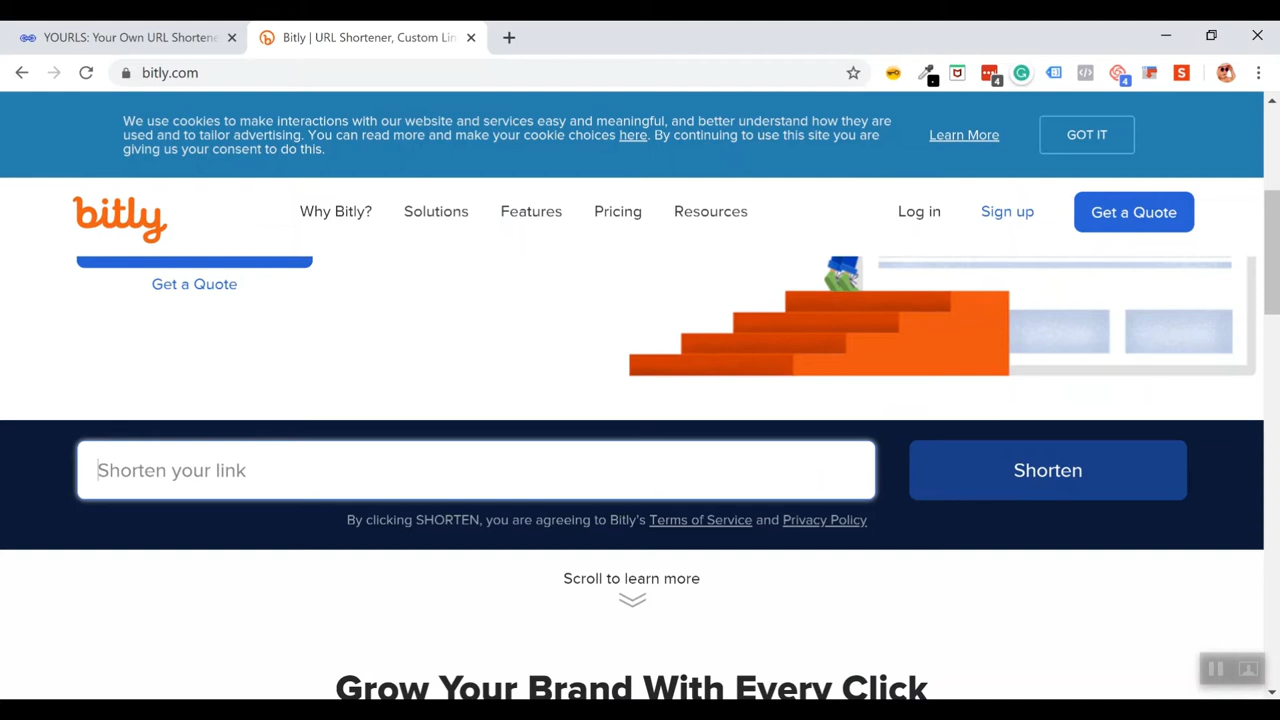 YOURLS: Your Own URL Shortene
Bitly | URL Shortener, Custom Lin
bitly.com
4
4
We use cookies to make interactions with our website and services easy and meaningful, and better understand how they are
used and to tailor advertising. You can read more and make your cookie choices here. By continuing to use this site you are
giving us your consent to do this.
Learn More
GOT IT
bitly
Why Bitly?
Solutions
Features
Pricing
Resources
Log in
Sign up
Get a Quote
Get a Quote
Shorten your link
Shorten
By clicking SHORTEN, you are agreeing to Bitly's Terms of Service and Privacy Policy
Scroll to learn more
Grow Your Brand With Every Click